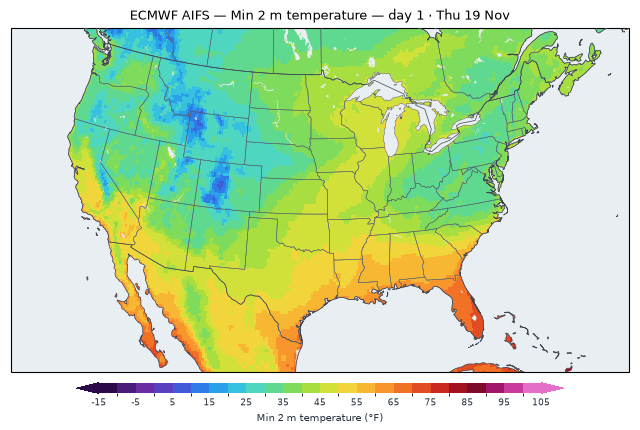 ECMWF AIFS — Min 2 m temperature — day 1 · Thu 19 Nov
-15 -5 5 15 25 35 45 55 65 75 85 95 105
Min 2 m temperature (°F)